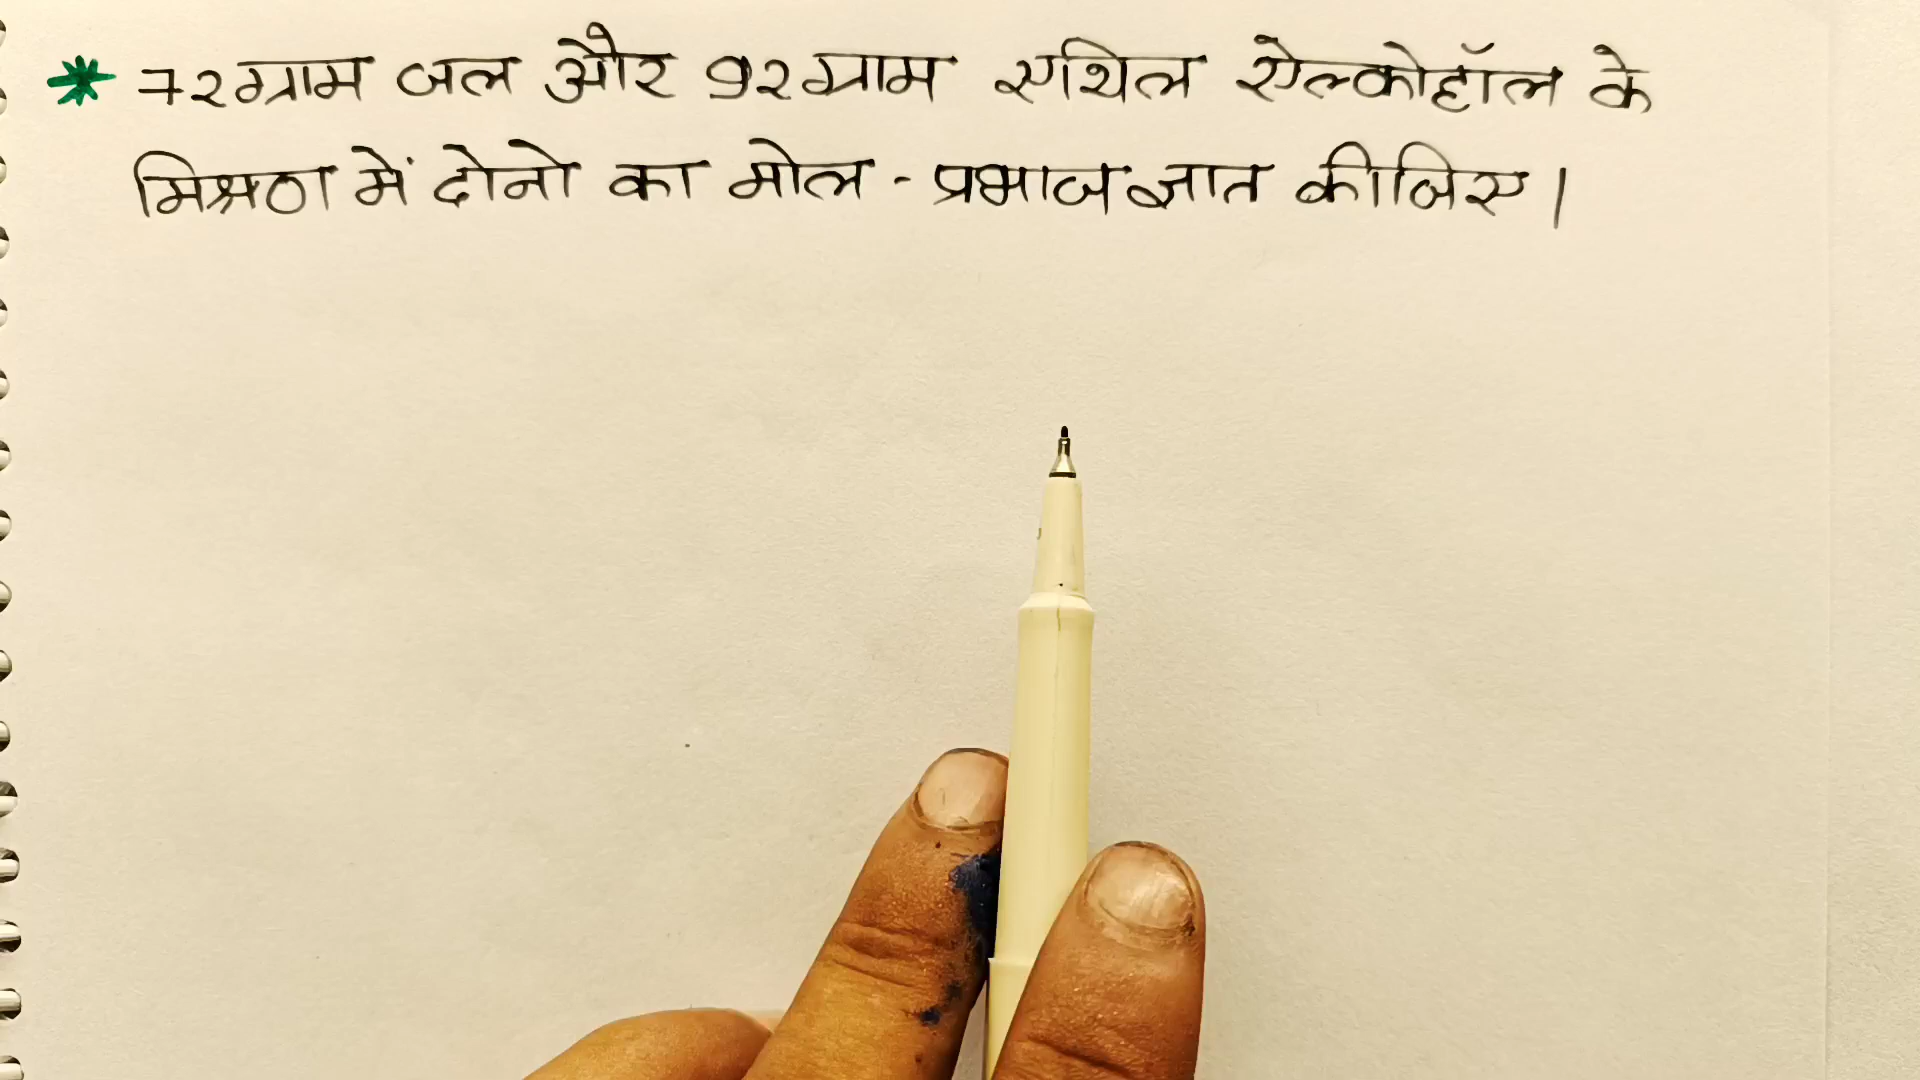 * 72ग्राम जल और 92ग्राम एथिल ऐल्कोहॉल के
मिश्रण में दोनो का मोल - प्रभाज ज्ञात कीजिए।